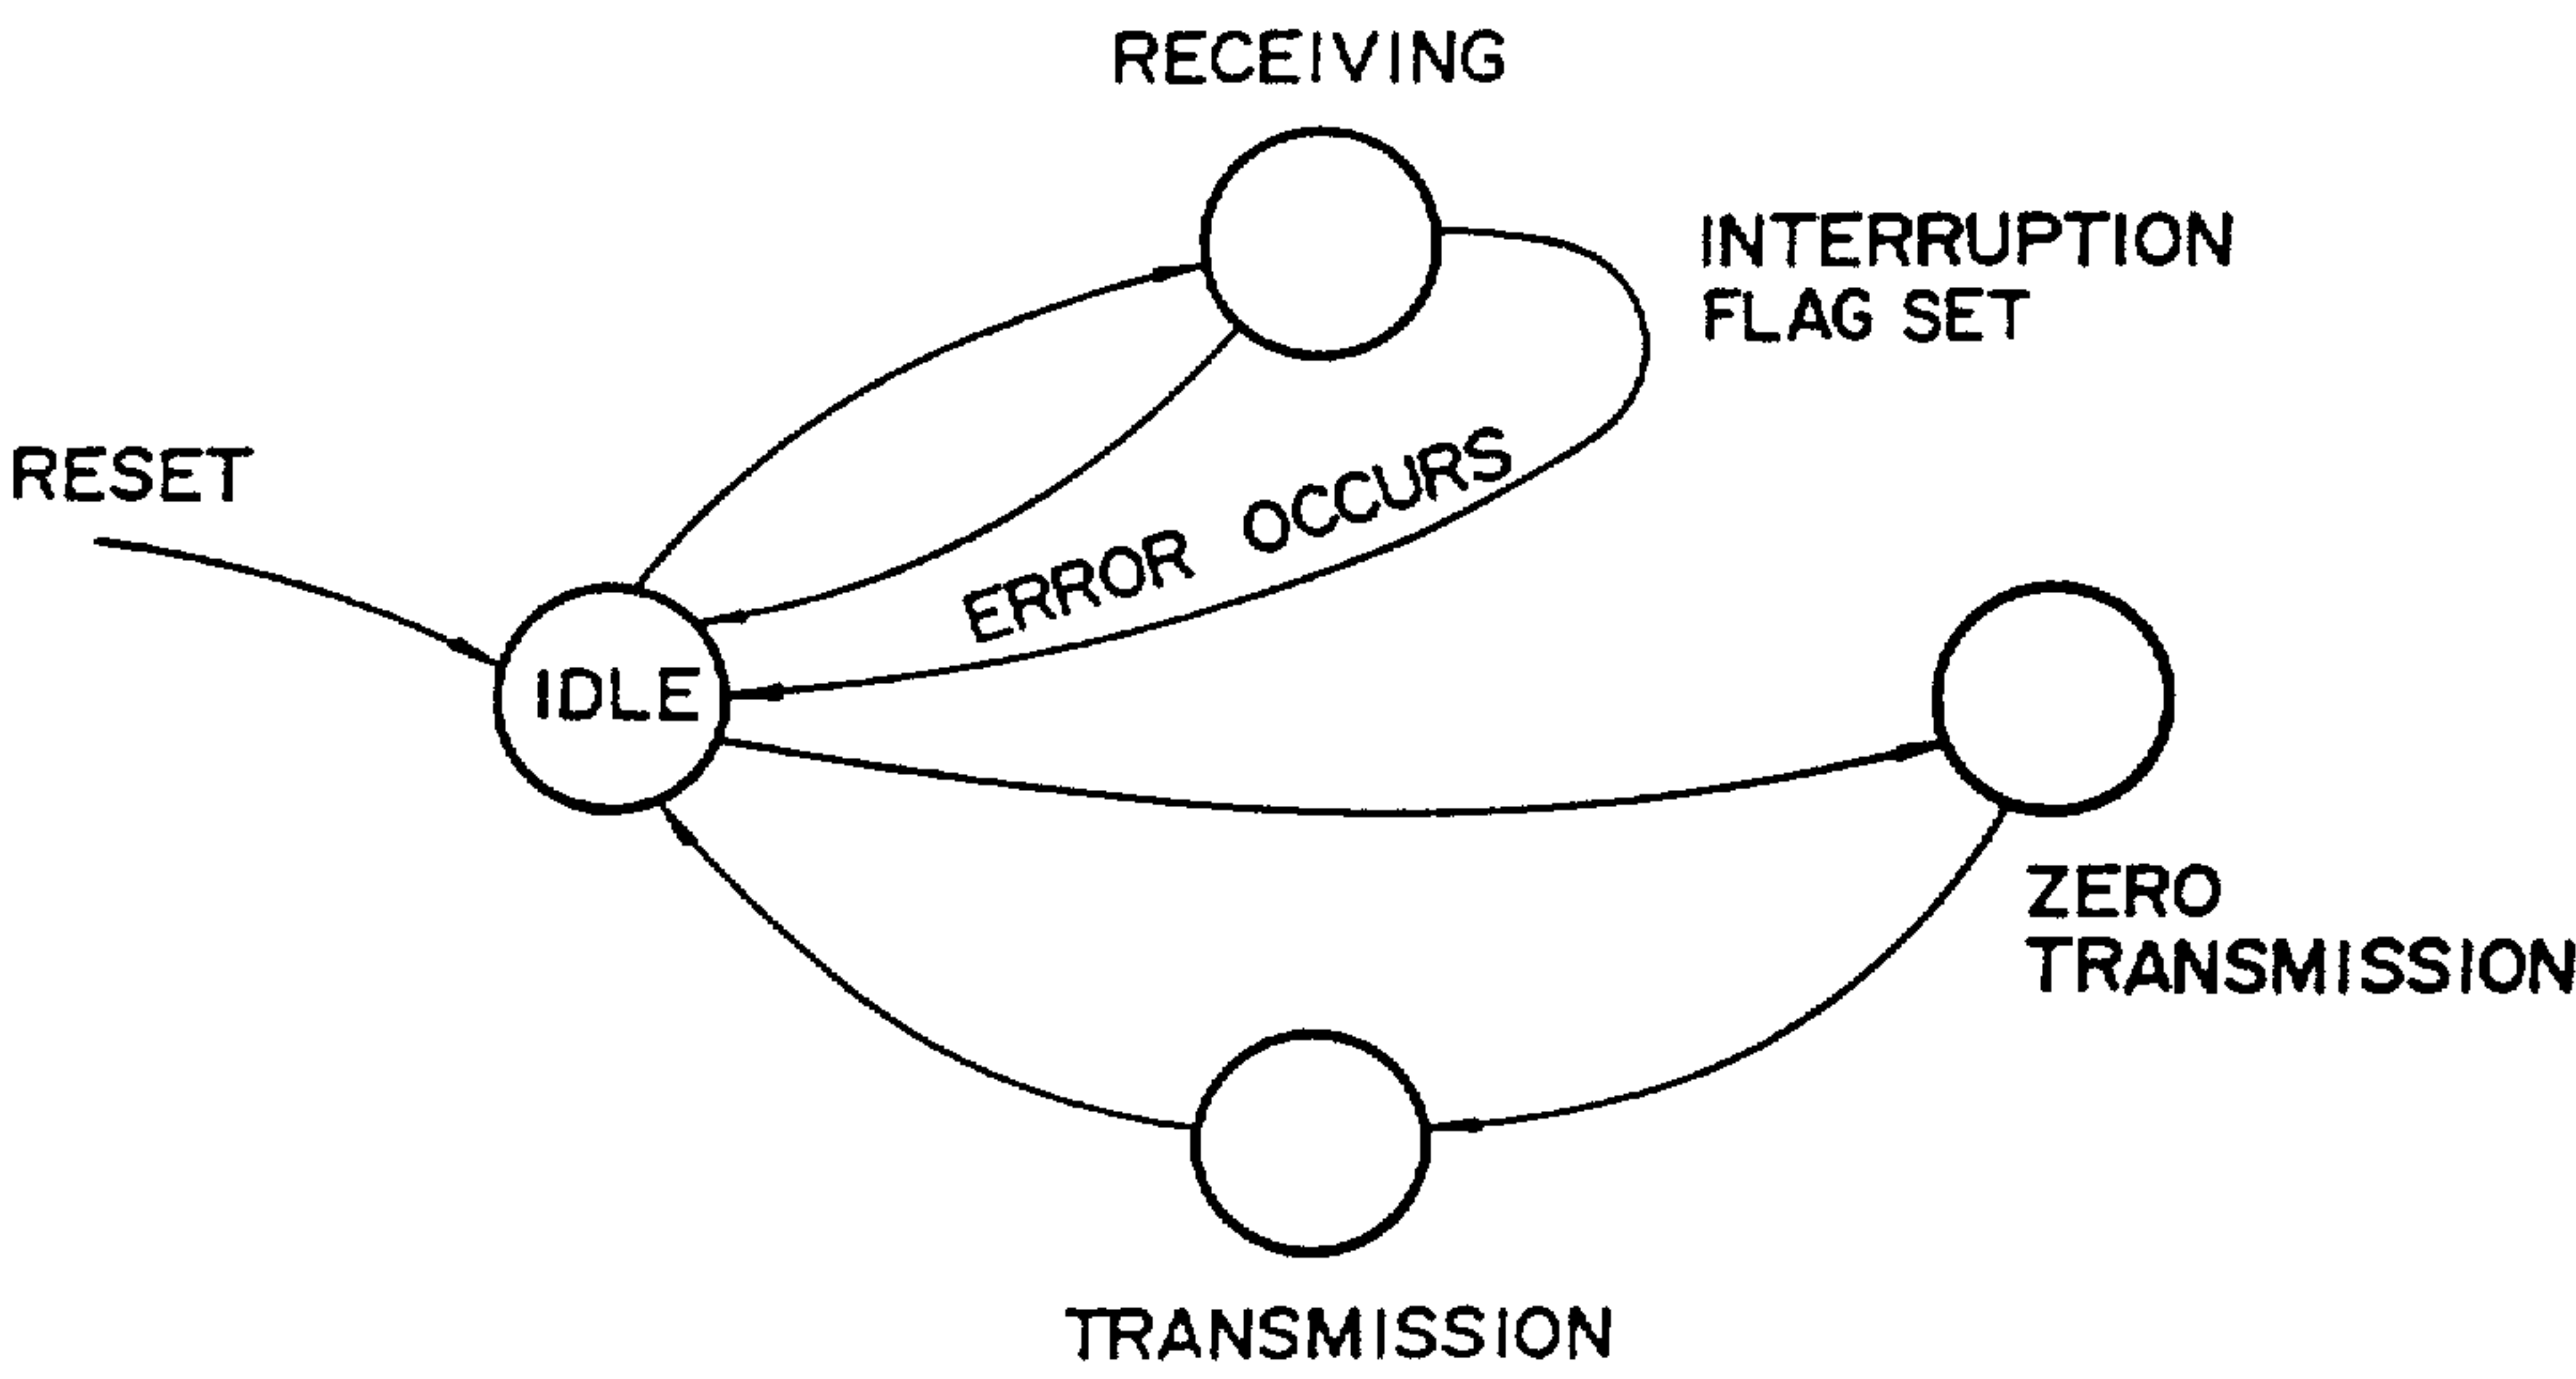 RECEIVING
INTERRUPTION
FLAG SET
RESET
ERROR OCCURS
IDLE
ZERO
TRANSMISSION
TRANSMISSION